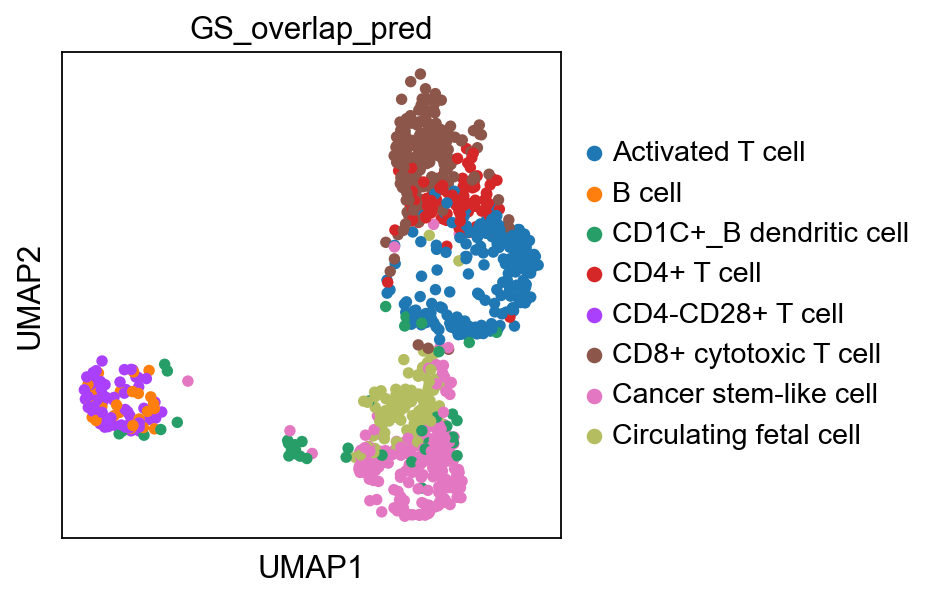 GS_overlap_pred
UMAP2
UMAP1
Activated T cell
B cell
CD1C+_B dendritic cell
CD4+ T cell
CD4-CD28+ T cell
CD8+ cytotoxic T cell
Cancer stem-like cell
Circulating fetal cell